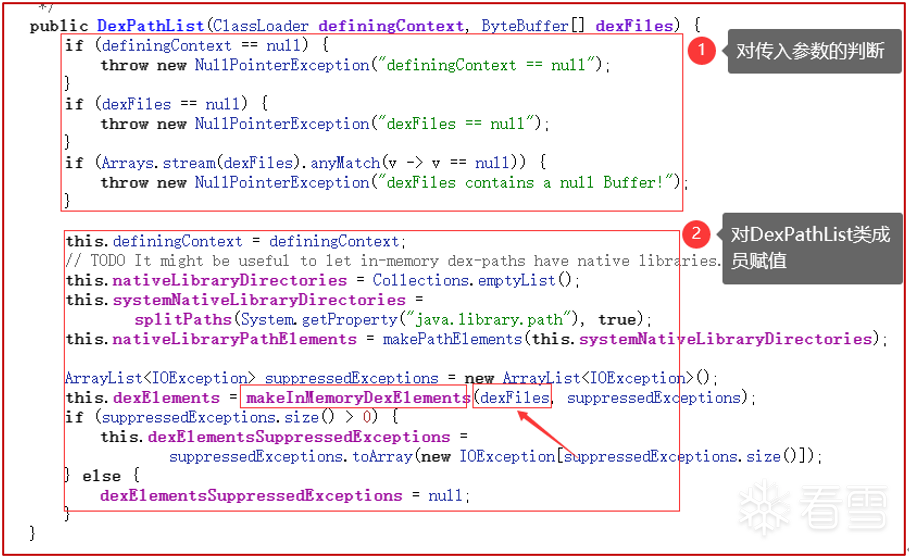 */
public DexPathList(ClassLoader definingContext, ByteBuffer[] dexFiles) {
if (definingContext == null) {
throw new NullPointerException("definingContext == null");
}
if (dexFiles == null) {
throw new NullPointerException("dexFiles == null");
}
if (Arrays.stream(dexFiles).anyMatch(v -> v == null)) {
throw new NullPointerException("dexFiles contains a null Buffer!");
}
1 对传入参数的判断
this.definingContext = definingContext;
// TODO It might be useful to let in-memory dex-paths have native libraries.
this.nativeLibraryDirectories = Collections.emptyList();
this.systemNativeLibraryDirectories =
splitPaths(System.getProperty("java.library.path"), true);
this.nativeLibraryPathElements = makePathElements(this.systemNativeLibraryDirectories);
2 对DexPathList类成
员赋值
ArrayList<IOException> suppressedExceptions = new ArrayList<IOException>();
this.dexElements = makeInMemoryDexElements(dexFiles, suppressedExceptions);
if (suppressedExceptions.size() > 0) {
this.dexElementsSuppressedExceptions =
suppressedExceptions.toArray(new IOException[suppressedExceptions.size()]);
} else {
dexElementsSuppressedExceptions = null;
}
}
看雪